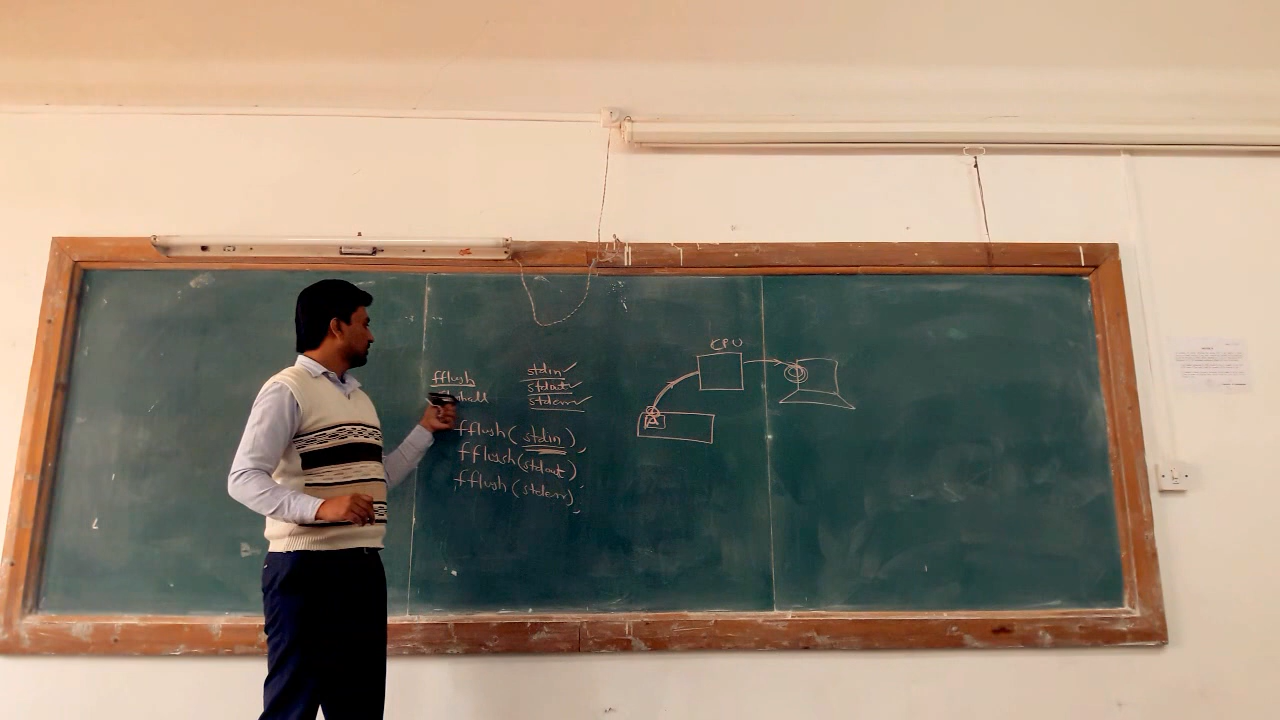 fflush
stdin
stdout
stderr
fflush(stdin),
fflush(stdout)
fflush(stderr);
CPU
A